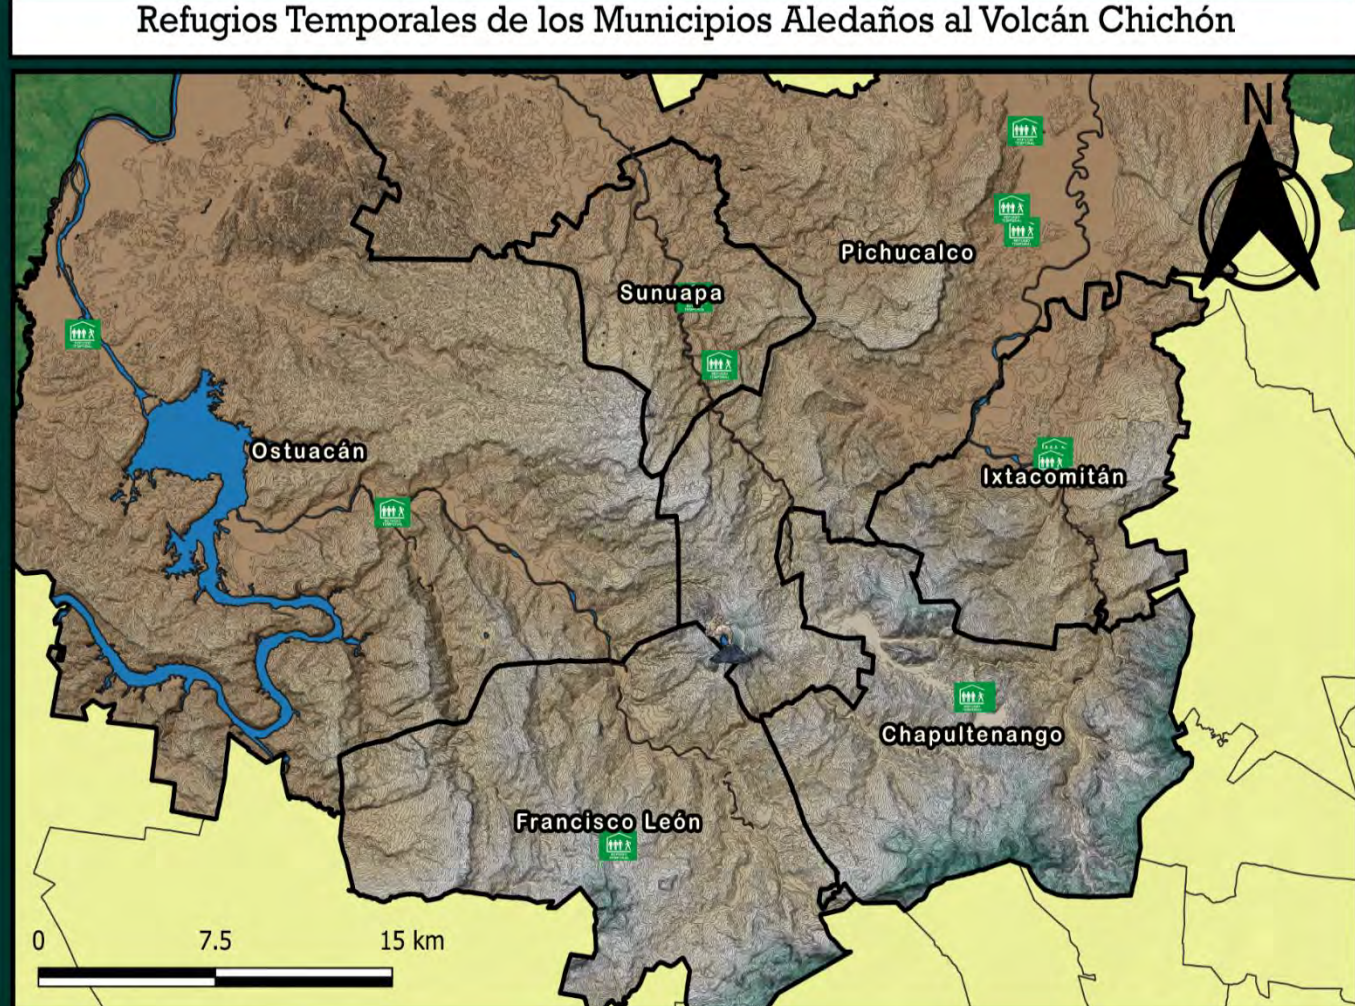 Refugios Temporales de los Municipios Aledaños al Volcán Chichón
N
Pichucalco
Sunuapa
Ostuacán
Ixtacomitán
Chapultenango
Francisco León
0 7.5 15 km